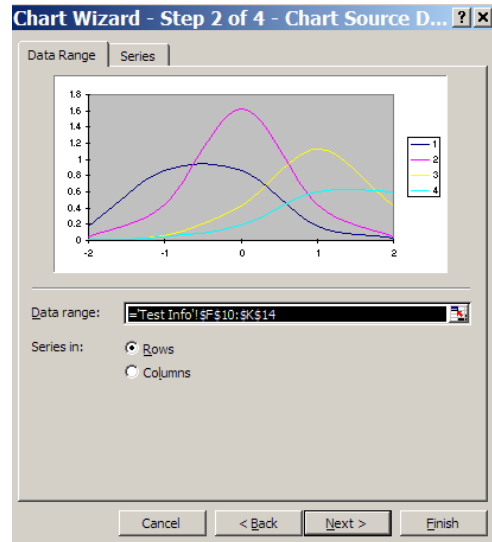 Chart Wizard - Step 2 of 4 - Chart Source D... ? ×
Data Range Series
1.8
1.6
1.4
1.2
1
0.8
0.6
0.4
0.2
0
-2 -1 0 1 2
1
2
3
4
Data range: ='Test Info'!$F$10:$K$14
Series in: Rows
Columns
Cancel < Back Next > Finish